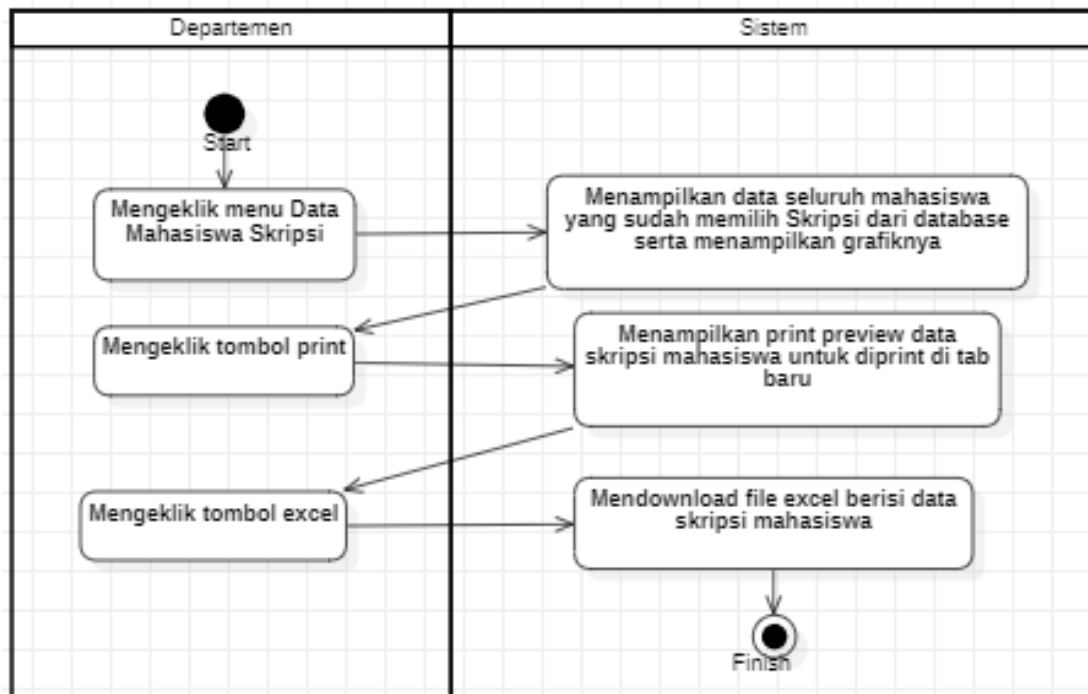 Departemen
Sistem
Start
Mengeklik menu Data
Mahasiswa Skripsi
Menampilkan data seluruh mahasiswa
yang sudah memilih Skripsi dari database
serta menampilkan grafiknya
Mengeklik tombol print
Menampilkan print preview data
skripsi mahasiswa untuk diprint di tab
baru
Mengeklik tombol excel
Mendownload file excel berisi data
skripsi mahasiswa
Finish